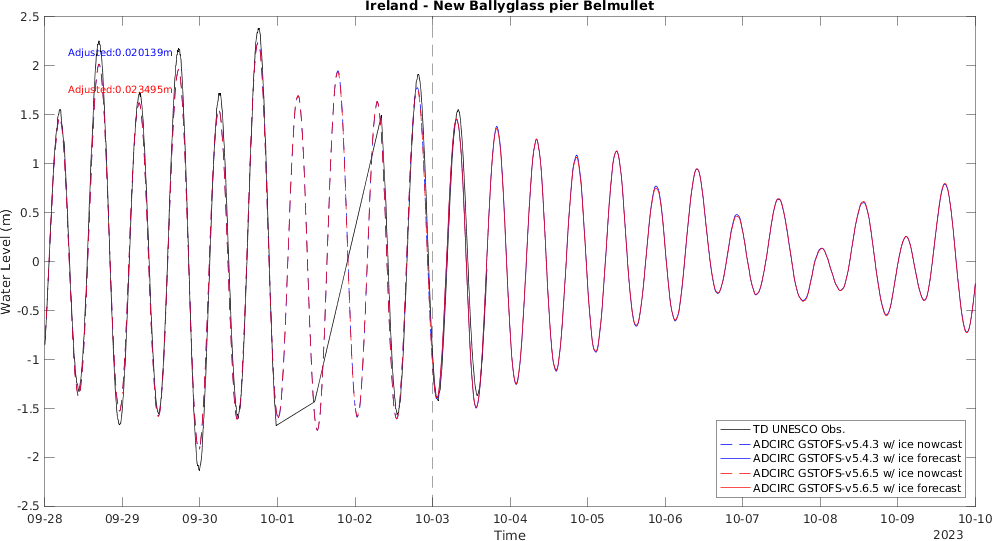 Ireland - New Ballyglass pier Belmullet
Adjusted:0.020139m
Adjusted:0.023495m
Water Level (m)
2.5
2
1.5
1
0.5
0
-0.5
-1
-1.5
-2
-2.5
09-28 09-29 09-30 10-01 10-02 10-03 10-04 10-05 10-06 10-07 10-08 10-09 10-10
Time
2023
TD UNESCO Obs.
ADCIRC GSTOFS-v5.4.3 w/ ice nowcast
ADCIRC GSTOFS-v5.4.3 w/ ice forecast
ADCIRC GSTOFS-v5.6.5 w/ ice nowcast
ADCIRC GSTOFS-v5.6.5 w/ ice forecast